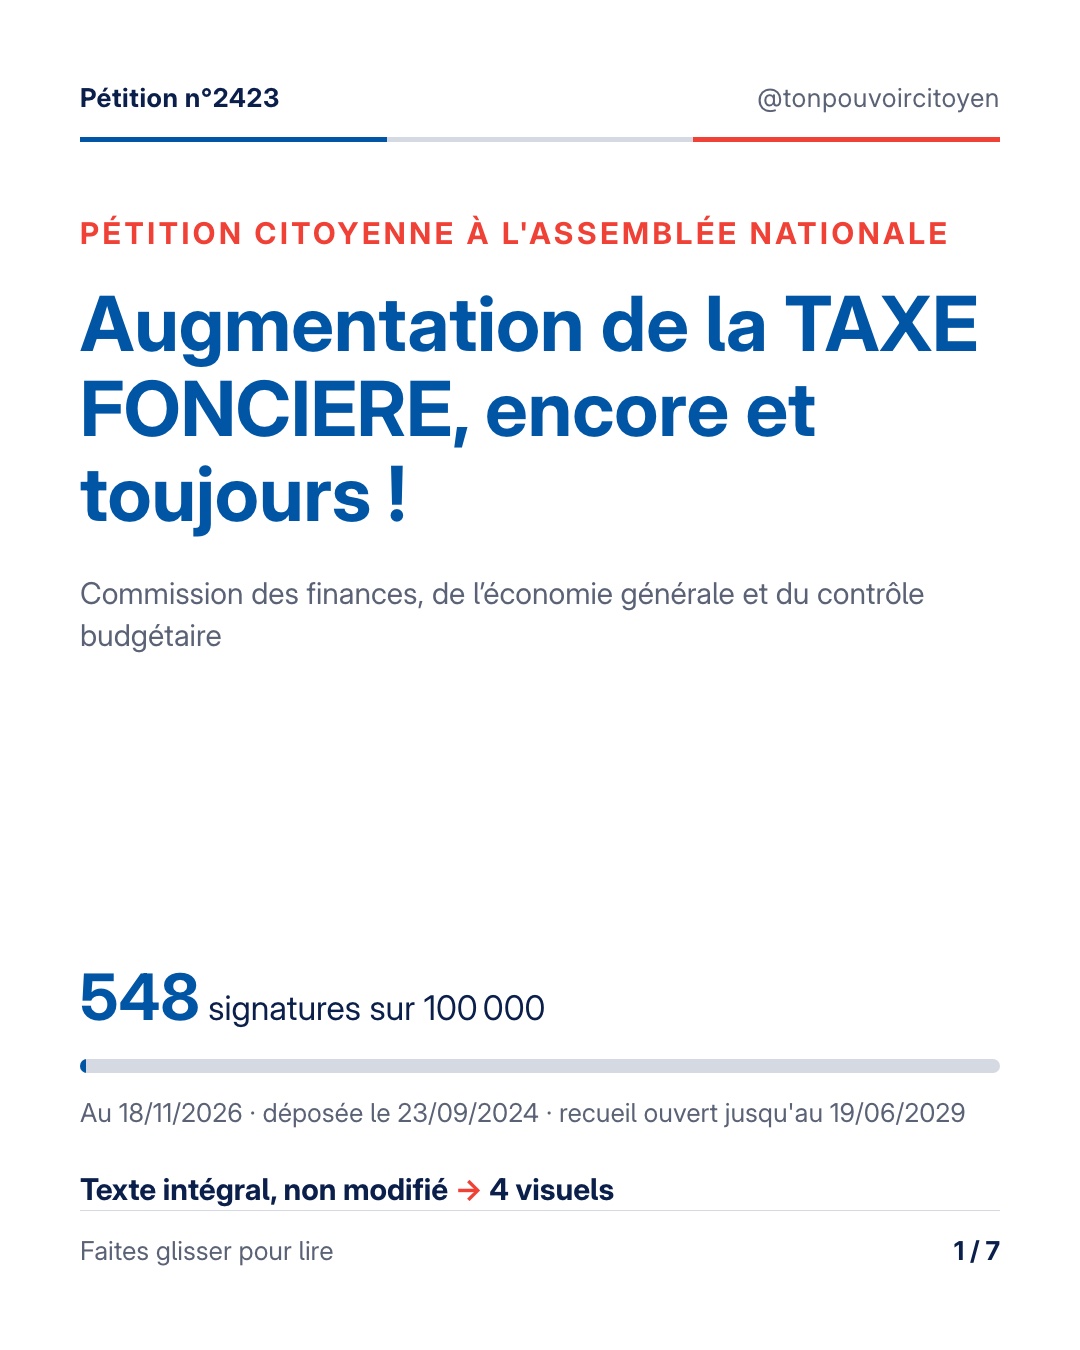 Pétition n°2423
@tonpouvoircitoyen
PÉTITION CITOYENNE À L'ASSEMBLÉE NATIONALE
Augmentation de la TAXE
FONCIERE, encore et
toujours !
Commission des finances, de l’économie générale et du contrôle
budgétaire
548 signatures sur 100 000
Au 18/11/2026 · déposée le 23/09/2024 · recueil ouvert jusqu'au 19/06/2029
Texte intégral, non modifié → 4 visuels
Faites glisser pour lire
1 / 7